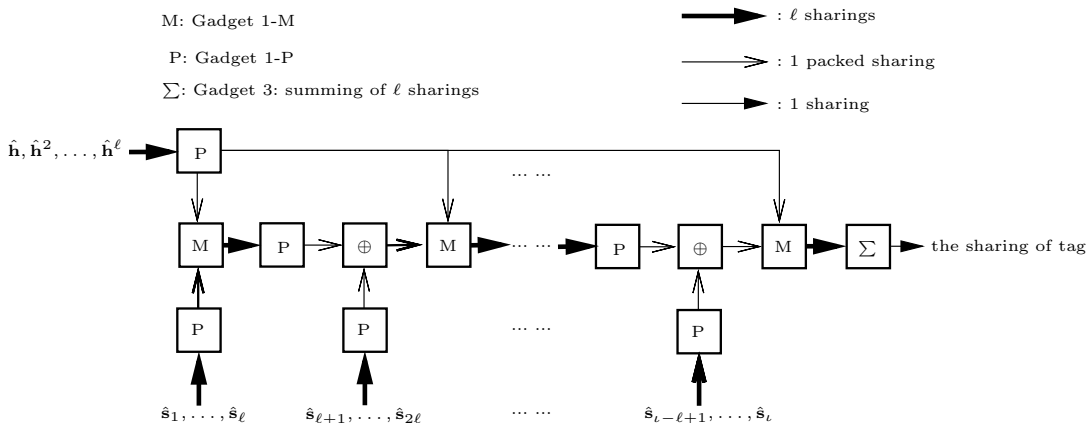 M: Gadget 1-M
P: Gadget 1-P
∑: Gadget 3: summing of ℓ sharings
: ℓ sharings
: 1 packed sharing
: 1 sharing
ĥ, ĥ², . . . , ĥ^ℓ
P
... ...
M P ⊕ M ... ... P ⊕ M ∑ the sharing of tag
P P ... ... P
ŝ₁, . . . , ŝ_ℓ ŝ_{ℓ+1}, . . . , ŝ_{2ℓ} ... ... ŝ_{ι−ℓ+1}, . . . , ŝ_ι